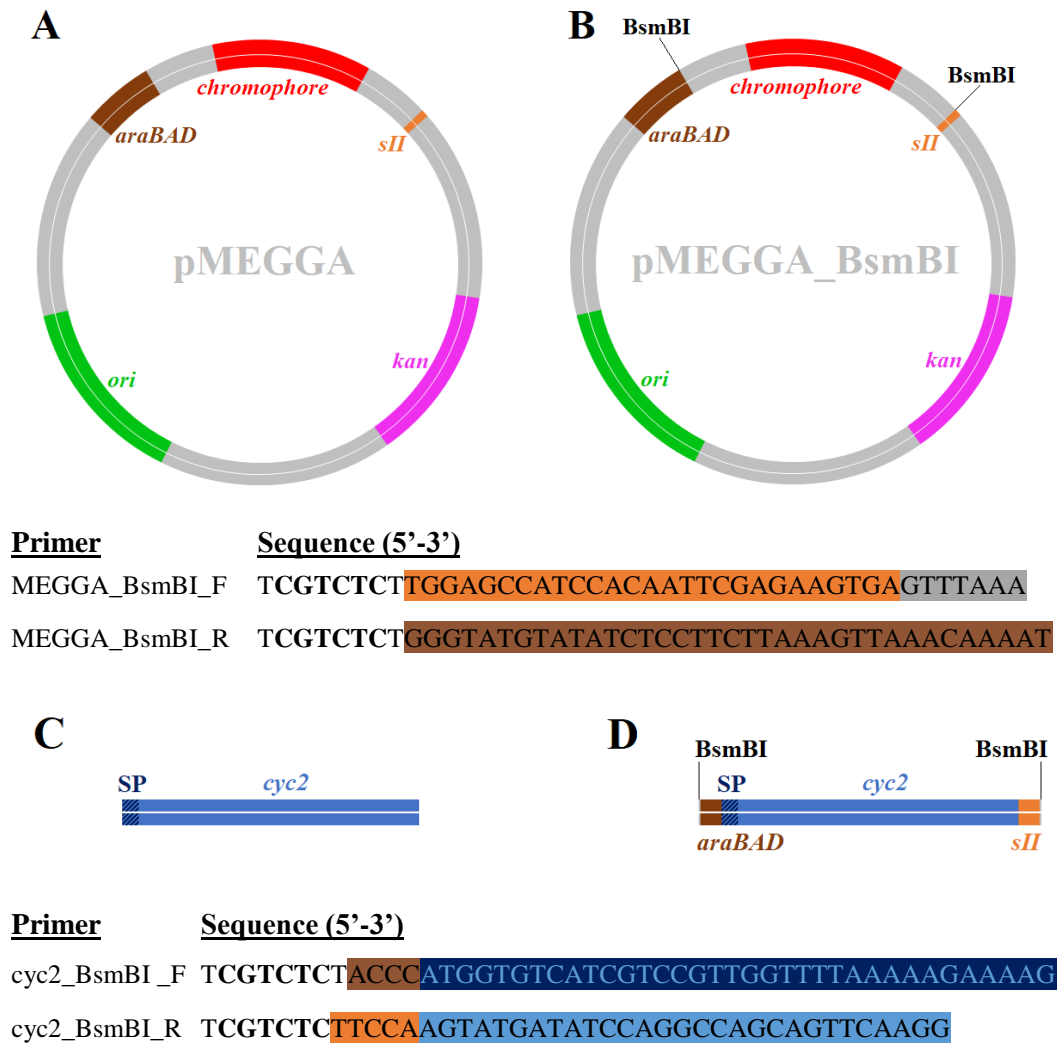 A
B
BsmBI
BsmBI
chromophore
chromophore
araBAD
sII
araBAD
sII
pMEGGA
pMEGGA_BsmBI
kan
kan
ori
ori
Primer Sequence (5’-3’)
MEGGA_BsmBI_F TCGTCTCTTGGAGCCATCCACAATTCGAGAAGTGAGTTTAAA
MEGGA_BsmBI_R TCGTCTCTGGGTATGTATATCTCCTTCTTAAAGTTAAACAAAAT
C
D
BsmBI
BsmBI
SP
cyc2
SP
cyc2
araBAD
sII
Primer Sequence (5’-3’)
cyc2_BsmBI _F TCGTCTCTACCCATGGTGTCATCGTCCGTTGGTTTTAAAAAGAAAAG
cyc2_BsmBI_R TCGTCTCTTCCAAGTATGATATCCAGGCCAGCAGTTCAAGG